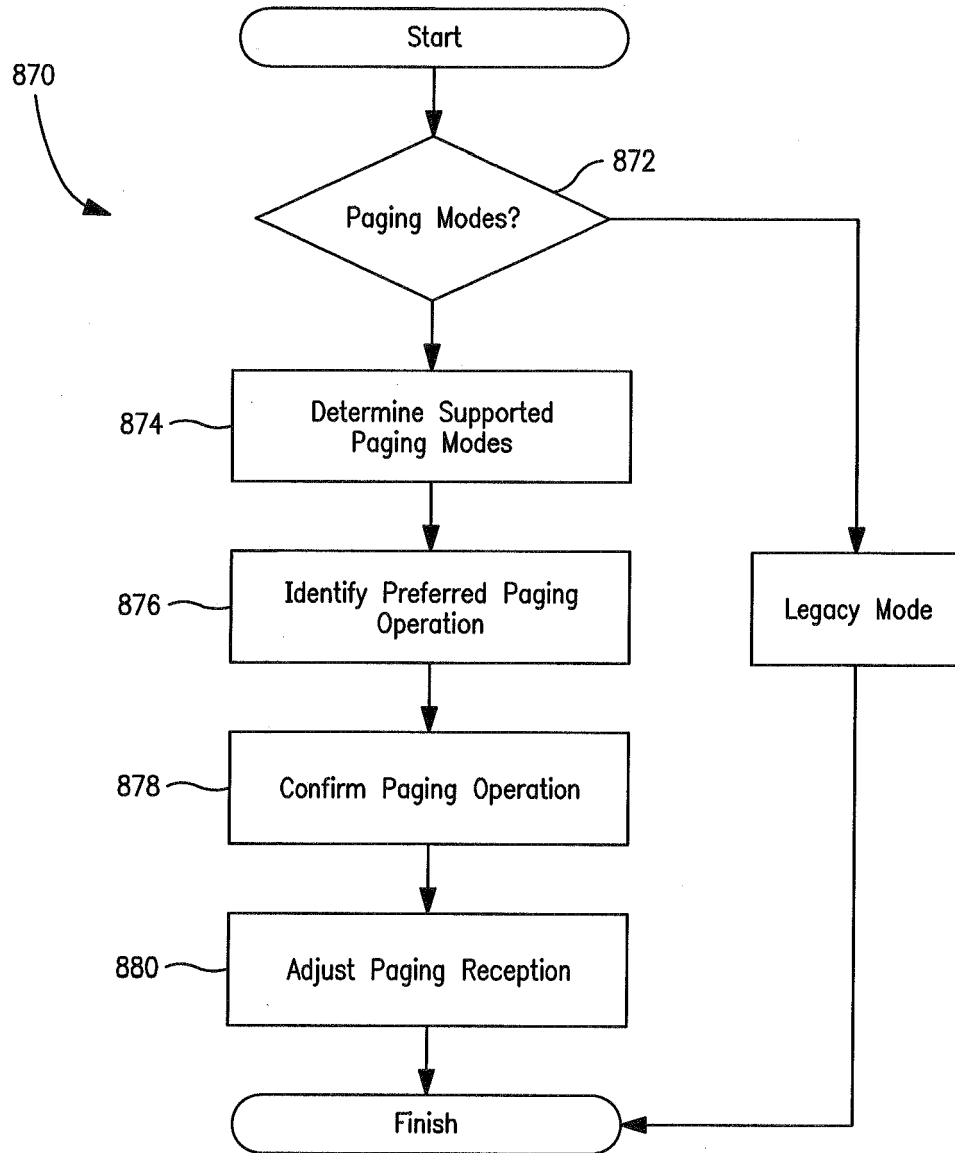 Start
870
872
Paging Modes?
874
Determine Supported
Paging Modes
876
Identify Preferred Paging
Operation
Legacy Mode
878
Confirm Paging Operation
880
Adjust Paging Reception
Finish